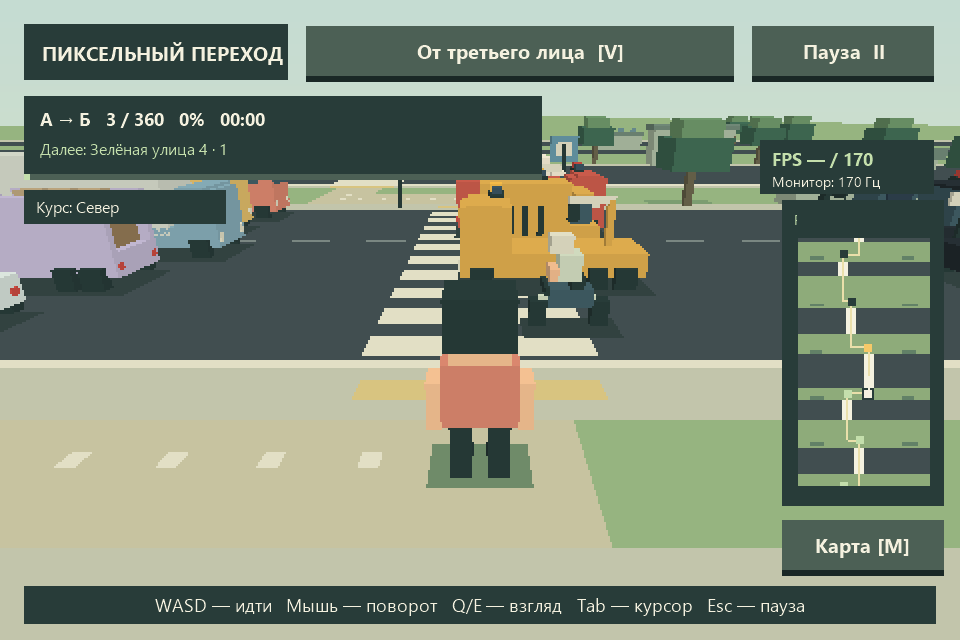 ПИКСЕЛЬНЫЙ ПЕРЕХОД
От третьего лица [V]
Пауза II
А → Б 3 / 360 0% 00:00
Далее: Зелёная улица 4 · 1
FPS — / 170
Монитор: 170 Гц
Курс: Север
Карта [M]
WASD — идти Мышь — поворот Q/E — взгляд Tab — курсор Esc — пауза